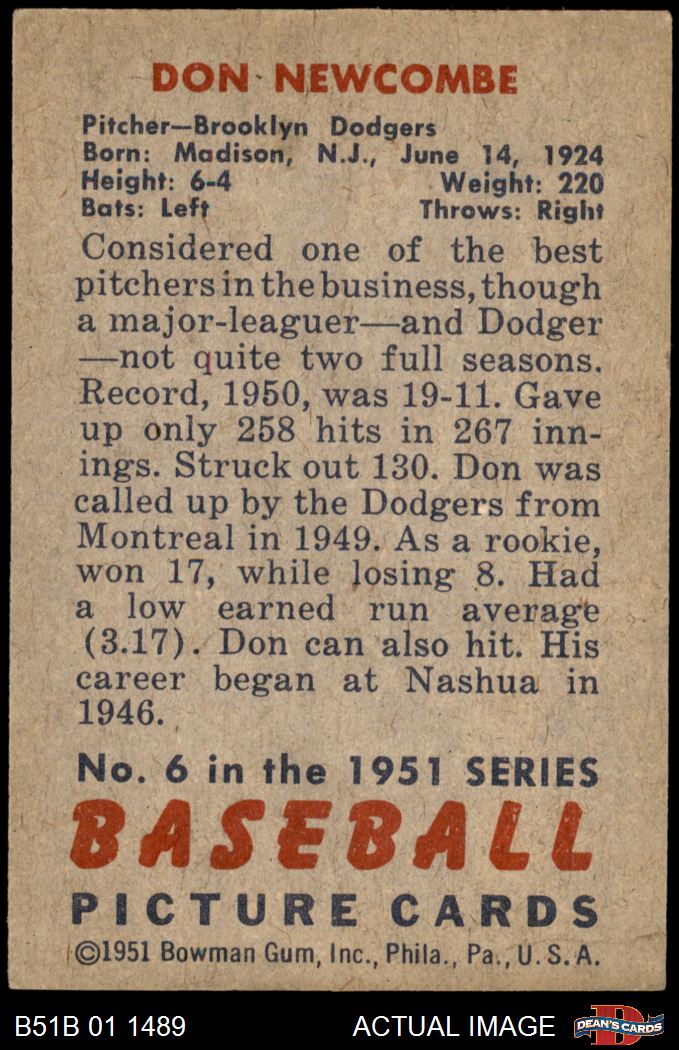 DON NEWCOMBE
Pitcher—Brooklyn Dodgers
Born: Madison, N.J., June 14, 1924
Height: 6-4 Weight: 220
Bats: Left Throws: Right
Considered one of the best
pitchers in the business, though
a major-leaguer—and Dodger
—not quite two full seasons.
Record, 1950, was 19-11. Gave
up only 258 hits in 267 inn-
ings. Struck out 130. Don was
called up by the Dodgers from
Montreal in 1949. As a rookie,
won 17, while losing 8. Had
a low earned run average
(3.17). Don can also hit. His
career began at Nashua in
1946.
No. 6 in the 1951 SERIES
BASEBALL
PICTURE CARDS
©1951 Bowman Gum, Inc., Phila., Pa., U.S.A.
B51B 01 1489 ACTUAL IMAGE D DEAN'S CARDS